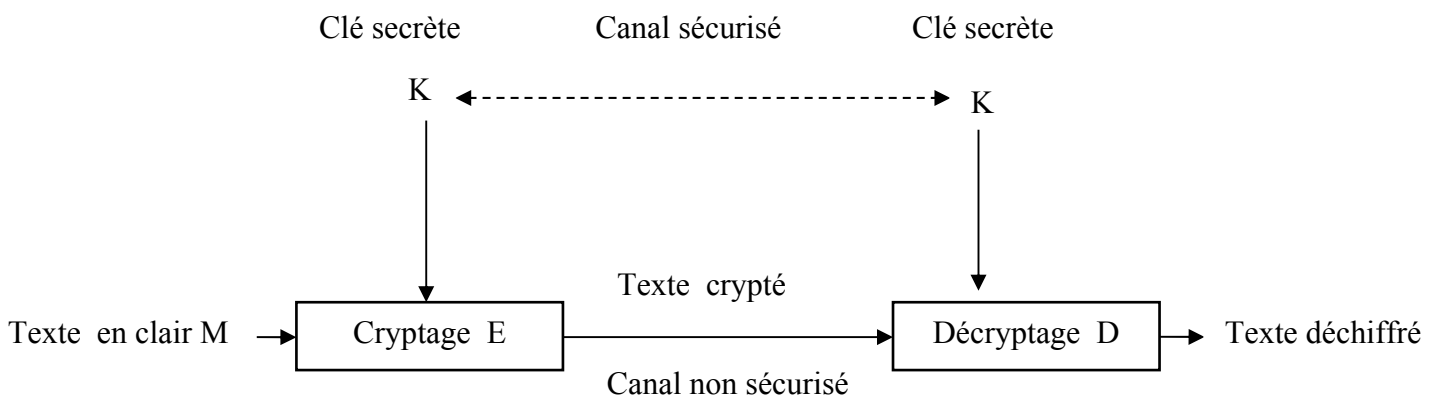 Clé secrète Canal sécurisé Clé secrète
K K
Texte crypté
Texte en clair M Cryptage E Décryptage D Texte déchiffré
Canal non sécurisé